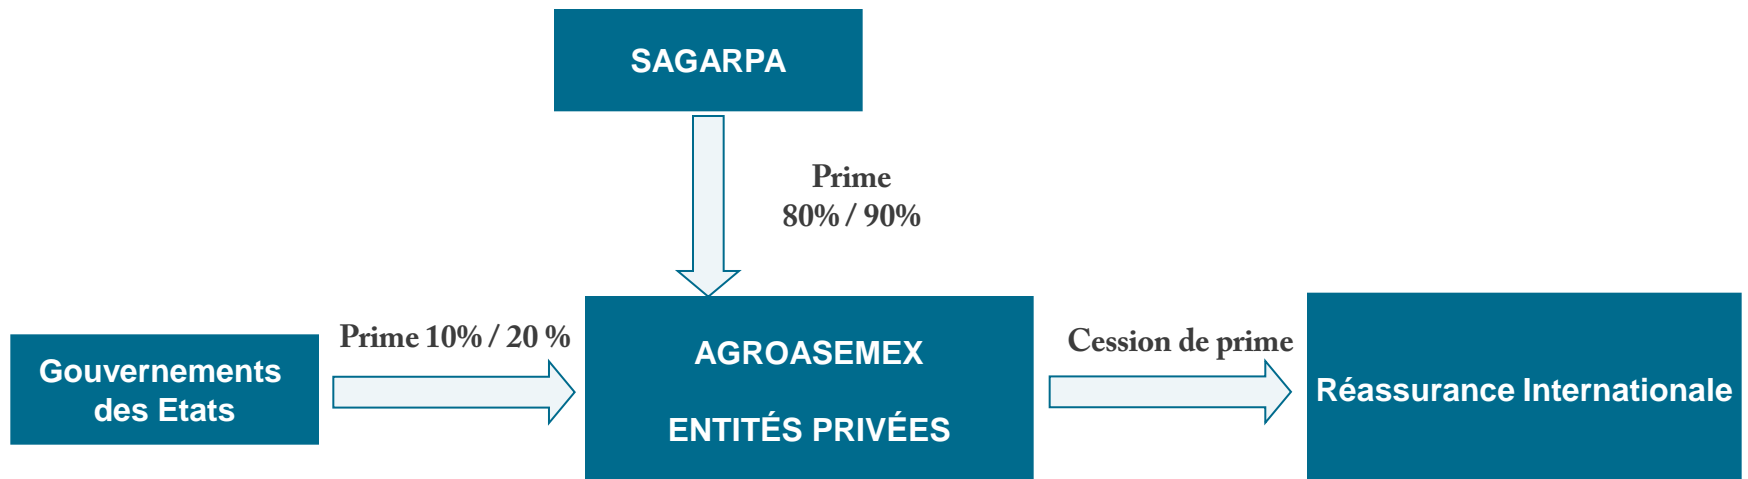 SAGARPA
Prime
80% / 90%
Gouvernements
des Etats
Prime 10% / 20 %
AGROASEMEX
ENTITÉS PRIVÉES
Cession de prime
Réassurance Internationale